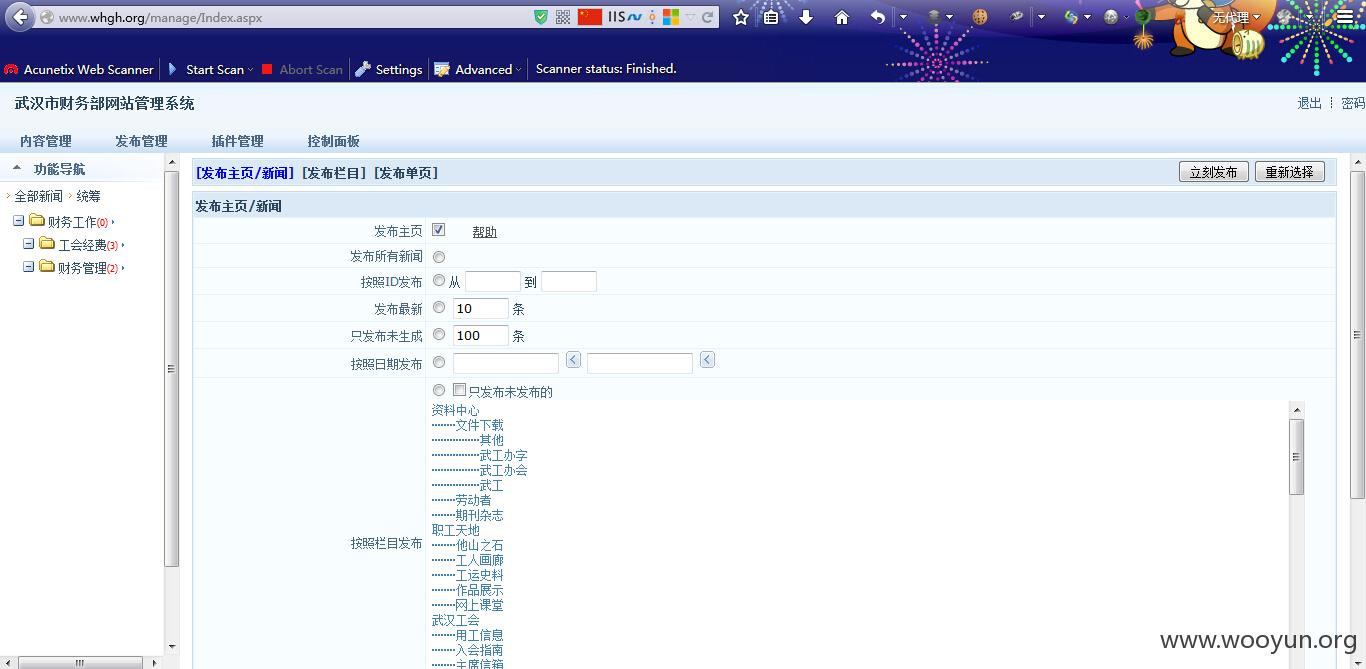 www.whgh.org/manage/Index.aspx IIS 无代理
Acunetix Web Scanner Start Scan Abort Scan Settings Advanced Scanner status: Finished.
武汉市财务部网站管理系统 退出 密码
内容管理 发布管理 插件管理 控制面板
功能导航
全部新闻 统筹
财务工作(0)
工会经费(3)
财务管理(2)
[发布主页/新闻] [发布栏目] [发布单页] 立刻发布 重新选择
发布主页/新闻
发布主页 帮助
发布所有新闻
按照ID发布 从 到
发布最新 10 条
只发布未生成 100 条
按照日期发布
只发布未发布的
按照栏目发布
资料中心
········文件下载
················其他
················武工办字
················武工办会
················武工
········劳动者
········期刊杂志
职工天地
········他山之石
········工人画廊
········工运史料
········作品展示
········网上课堂
武汉工会
········用工信息
········入会指南
········主席信箱
www.wooyun.org